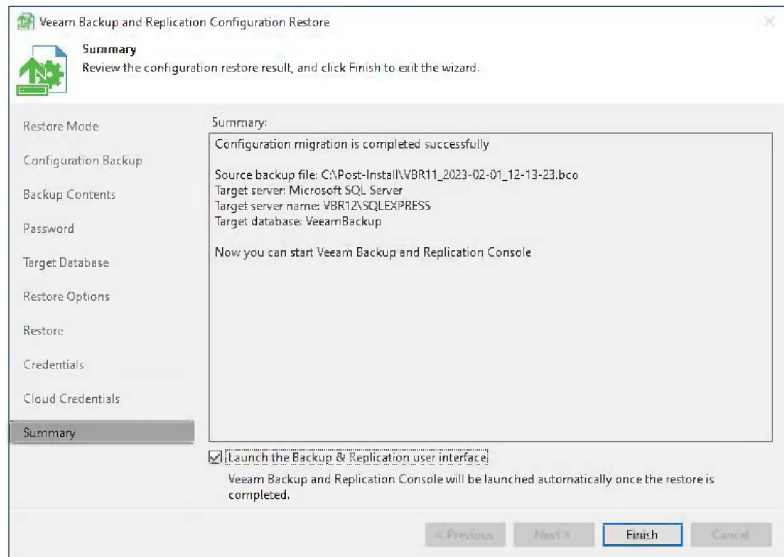 Veeam Backup and Replication Configuration Restore
Summary
Review the configuration restore result, and click Finish to exit the wizard.
Restore Mode
Configuration Backup
Backup Contents
Password
Target Database
Restore Options
Restore
Credentials
Cloud Credentials
Summary
Summary:
Configuration migration is completed successfully
Source backup file: C:\Post-Install\VBR11_2023-02-01_12-13-23.bco
Target server: Microsoft SQL Server
Target server name: VBR12\SQLEXPRESS
Target database: VeeamBackup
Now you can start Veeam Backup and Replication Console
Launch the Backup & Replication user interface
Veeam Backup and Replication Console will be launched automatically once the restore is
completed.
< Previous
Next >
Finish
Cancel